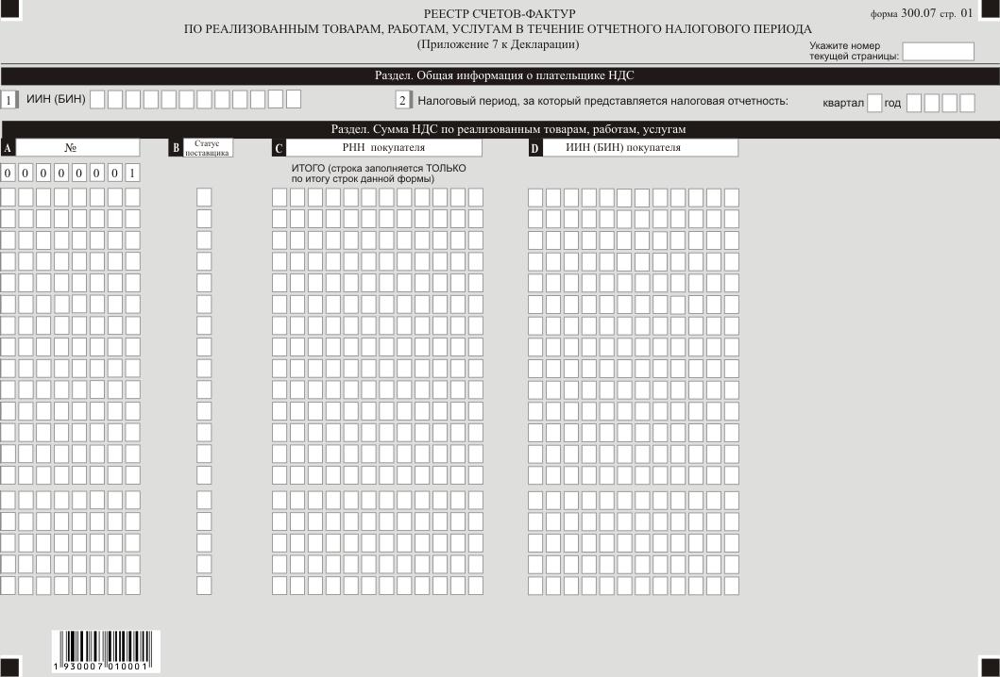 РЕЕСТР СЧЕТОВ-ФАКТУР
форма 300.07 стр. 01
ПО РЕАЛИЗОВАННЫМ ТОВАРАМ, РАБОТАМ, УСЛУГАМ В ТЕЧЕНИЕ ОТЧЕТНОГО НАЛОГОВОГО ПЕРИОДА
(Приложение 7 к Декларации)
Укажите номер
текущей страницы:
Раздел. Общая информация о плательщике НДС
1 ИИН (БИН) 2 Налоговый период, за который представляется налоговая отчетность: квартал год
Раздел. Сумма НДС по реализованным товарам, работам, услугам
A № B Статус поставщика C РНН покупателя D ИИН (БИН) покупателя
0 0 0 0 0 0 0 1 ИТОГО (строка заполняется ТОЛЬКО
по итогу строк данной формы)
1 930007 010001